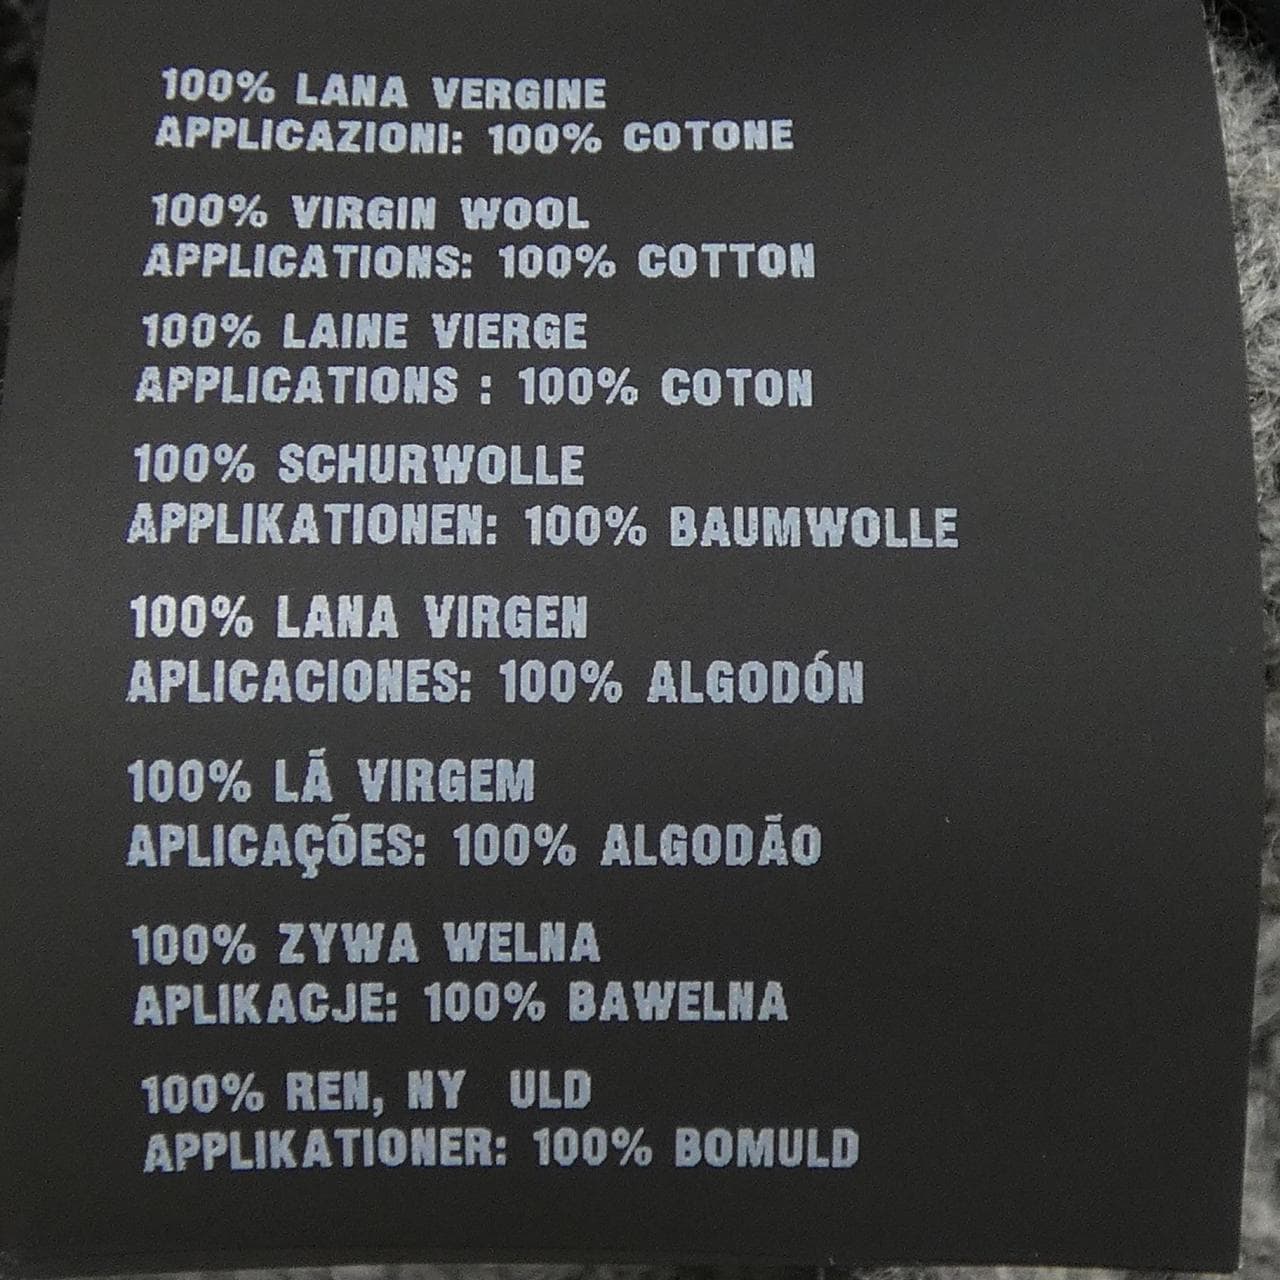 100% LANA VERGINE
APPLICAZIONI: 100% COTONE
100% VIRGIN WOOL
APPLICATIONS: 100% COTTON
100% LAINE VIERGE
APPLICATIONS : 100% COTON
100% SCHURWOLLE
APPLIKATIONEN: 100% BAUMWOLLE
100% LANA VIRGEN
APLICACIONES: 100% ALGODÓN
100% LÃ VIRGEM
APLICAÇÕES: 100% ALGODÃO
100% ZYWA WELNA
APLIKACJE: 100% BAWELNA
100% REN, NY ULD
APPLIKATIONER: 100% BOMULD